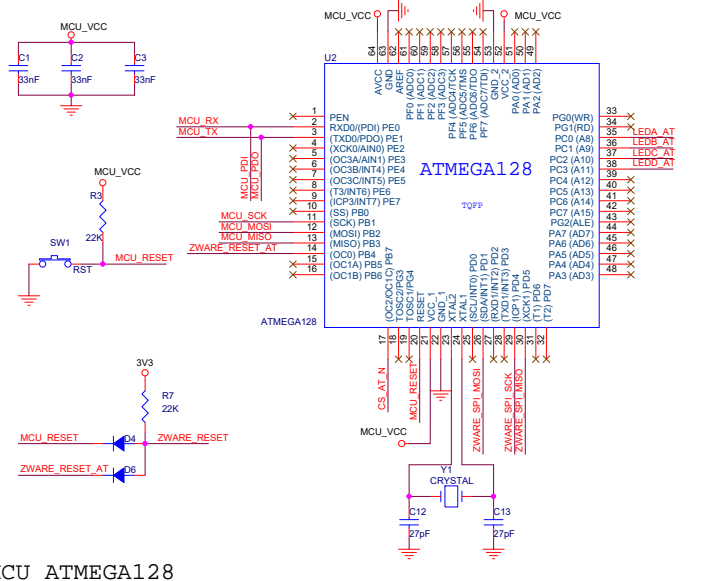 MCU_VCC
C1
C2
C3
33nF
33nF
33nF
MCU_VCC
R3
22K
SW1
RST
MCU_RESET
3V3
R7
22K
MCU_RESET
D4
ZWARE_RESET
ZWARE_RESET_AT
D6
MCU_VCC
MCU_VCC
64
63
62
61
60
59
58
57
56
55
54
53
52
51
50
49
U2
AVCC
GND
AREF
PF0 (ADC0)
PF1 (ADC1)
PF2 (ADC2)
PF3 (ADC3)
PF4 (ADC4/TCK
PF5 (ADC5/TMS
PF6 (ADC6/TDO
PF7 (ADC7/TDI)
GND_2
VCC_2
PA0 (AD0)
PA1 (AD1)
PA2 (AD2)
1 PEN
MCU_RX 2 RXD0/(PDI) PE0
MCU_TX 3 (TXD0/PDO) PE1
4 (XCK0/AIN0) PE2
5 (OC3A/AIN1) PE3
6 (OC3B/INT4) PE4
7 (OC3C/INT5) PE5
8 (T3/INT6) PE6
9 (ICP3/INT7) PE7
10 (SS) PB0
MCU_SCK 11 (SCK) PB1
MCU_MOSI 12 (MOSI) PB2
MCU_MISO 13 (MISO) PB3
ZWARE_RESET_AT 14 (OC0) PB4
15 (OC1A) PB5
16 (OC1B) PB6
MCU_PDI
MCU_PDO
ATMEGA128
TQFP
PG0(WR) 33
PG1(RD) 34
PC0 (A8) 35 LEDA_AT
PC1 (A9) 36 LEDB_AT
PC2 (A10) 37 LEDC_AT
PC3 (A11) 38 LEDD_AT
PC4 (A12) 39
PC5 (A13) 40
PC6 (A14) 41
PC7 (A15) 42
PG2(ALE) 43
PA7 (AD7) 44
PA6 (AD6) 45
PA5 (AD5) 46
PA4 (AD4) 47
PA3 (AD3) 48
(OC2/OC1C) PB7
TOSC2/PG3
TOSC1/PG4
RESET
VCC_1
GND_1
XTAL2
XTAL1
(SCL/INT0) PD0
(SDA/INT1) PD1
(RXD1/INT2) PD2
(TXD1/INT3) PD3
(ICP1) PD4
(XCK1) PD5
(T1) PD6
(T2) PD7
ATMEGA128
17
18
19
20
21
22
23
24
25
26
27
28
29
30
31
32
CS_AT_N
MCU_RESET
ZWARE_SPI_MOSI
ZWARE_SPI_SCK
ZWARE_SPI_MISO
MCU_VCC
Y1
CRYSTAL
C12
27pF
C13
27pF
MCU ATMEGA128